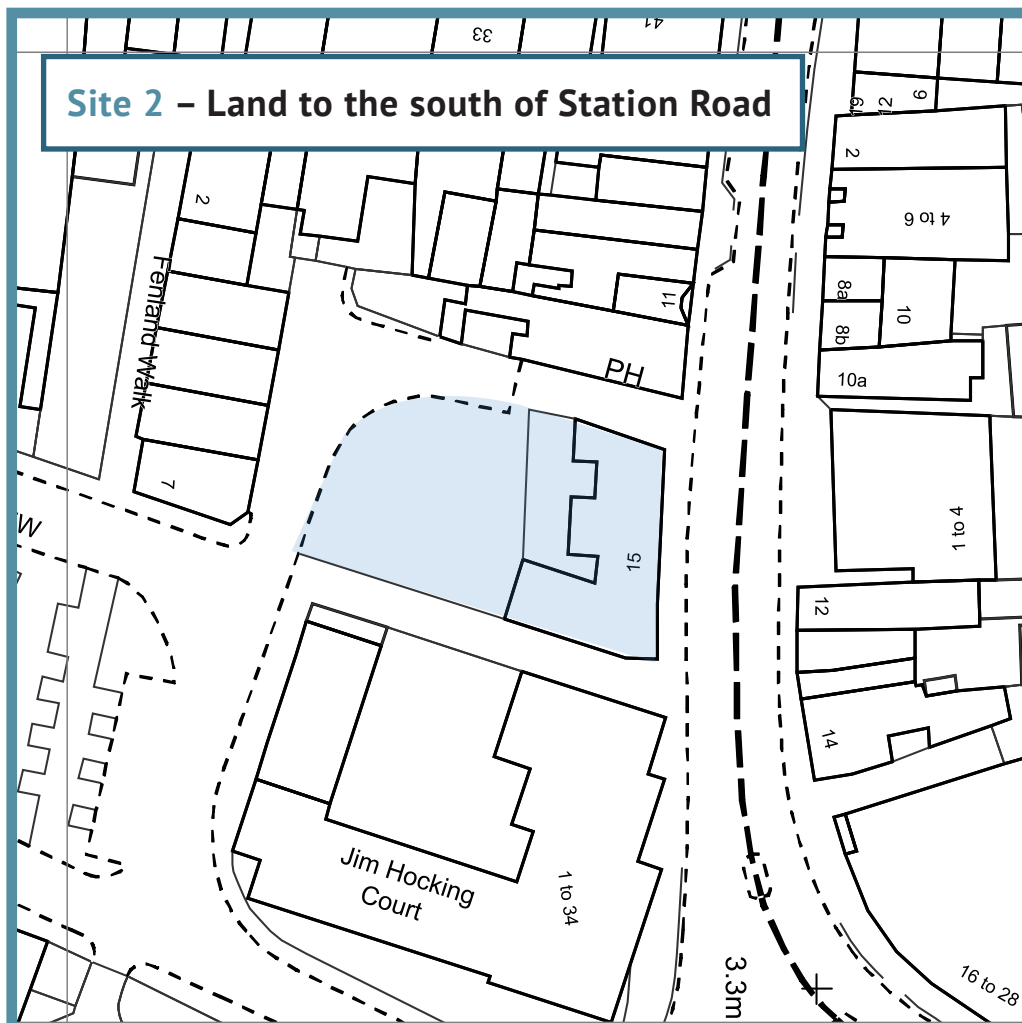 33
41
Site 2 – Land to the south of Station Road
19
12
6
2
2
4 to 6
Fenland Walk
11
8a
10
8b
PH
10a
7
W
1 to 4
15
12
14
Jim Hocking
Court
1 to 34
3.3m
16 to 28